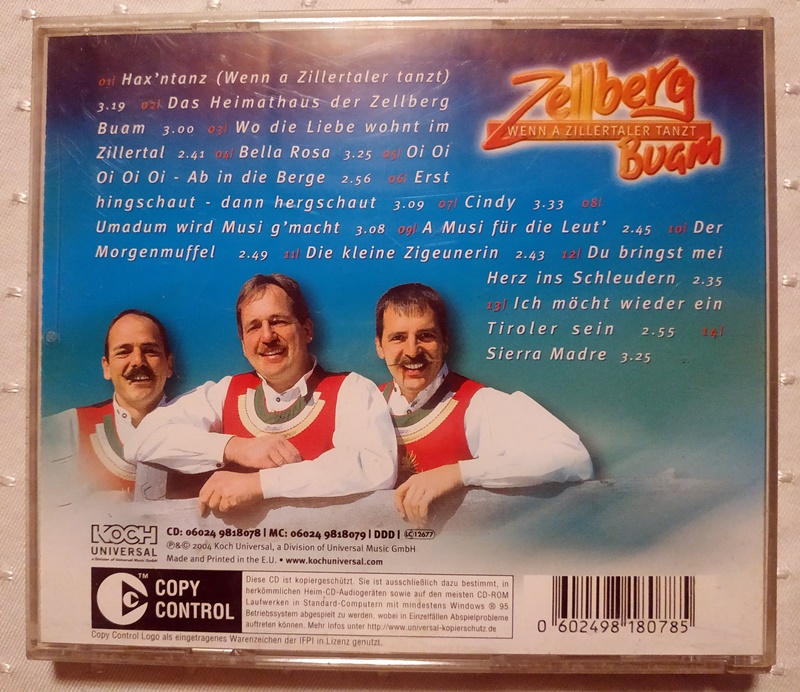 01| Hax'ntanz (Wenn a Zillertaler tanzt)
3.19 02| Das Heimathaus der Zellberg
Buam 3.00 03| Wo die Liebe wohnt im
Zillertal 2.41 04| Bella Rosa 3.25 05| Oi Oi
Oi Oi Oi - Ab in die Berge 2.56 06| Erst
hingschaut - dann hergschaut 3.09 07| Cindy 3.33 08|
Umadum wird Musi g'macht 3.08 09| A Musi für die Leut' 2.45 10| Der
Morgenmuffel 2.49 11| Die kleine Zigeunerin 2.43 12| Du bringst mei
Herz ins Schleudern 2.35
13| Ich möcht wieder ein
Tiroler sein 2.55 14|
Sierra Madre 3.25
Zellberg
WENN A ZILLERTALER TANZT
Buam
KOCH
UNIVERSAL
a Division of Universal Music GmbH
CD: 06024 9818078 | MC: 06024 9818079 | DDD | LC 12677
℗&© 2004 Koch Universal, a Division of Universal Music GmbH
Made and Printed in the E.U. • www.kochuniversal.com
C TM
COPY
CONTROL
Diese CD ist kopiergeschützt. Sie ist ausschließlich dazu bestimmt, in
herkömmlichen Heim-CD-Audiogeräten sowie auf den meisten CD-ROM
Laufwerken in Standard-Computern mit mindestens Windows ® 95
Betriebssystem abgespielt zu werden, wobei in Einzelfällen Abspielprobleme
auftreten können. Mehr Infos unter http://www.universal-kopierschutz.de
Copy Control Logo als eingetragenes Warenzeichen der IFPI in Lizenz genutzt.
0 602498 180785